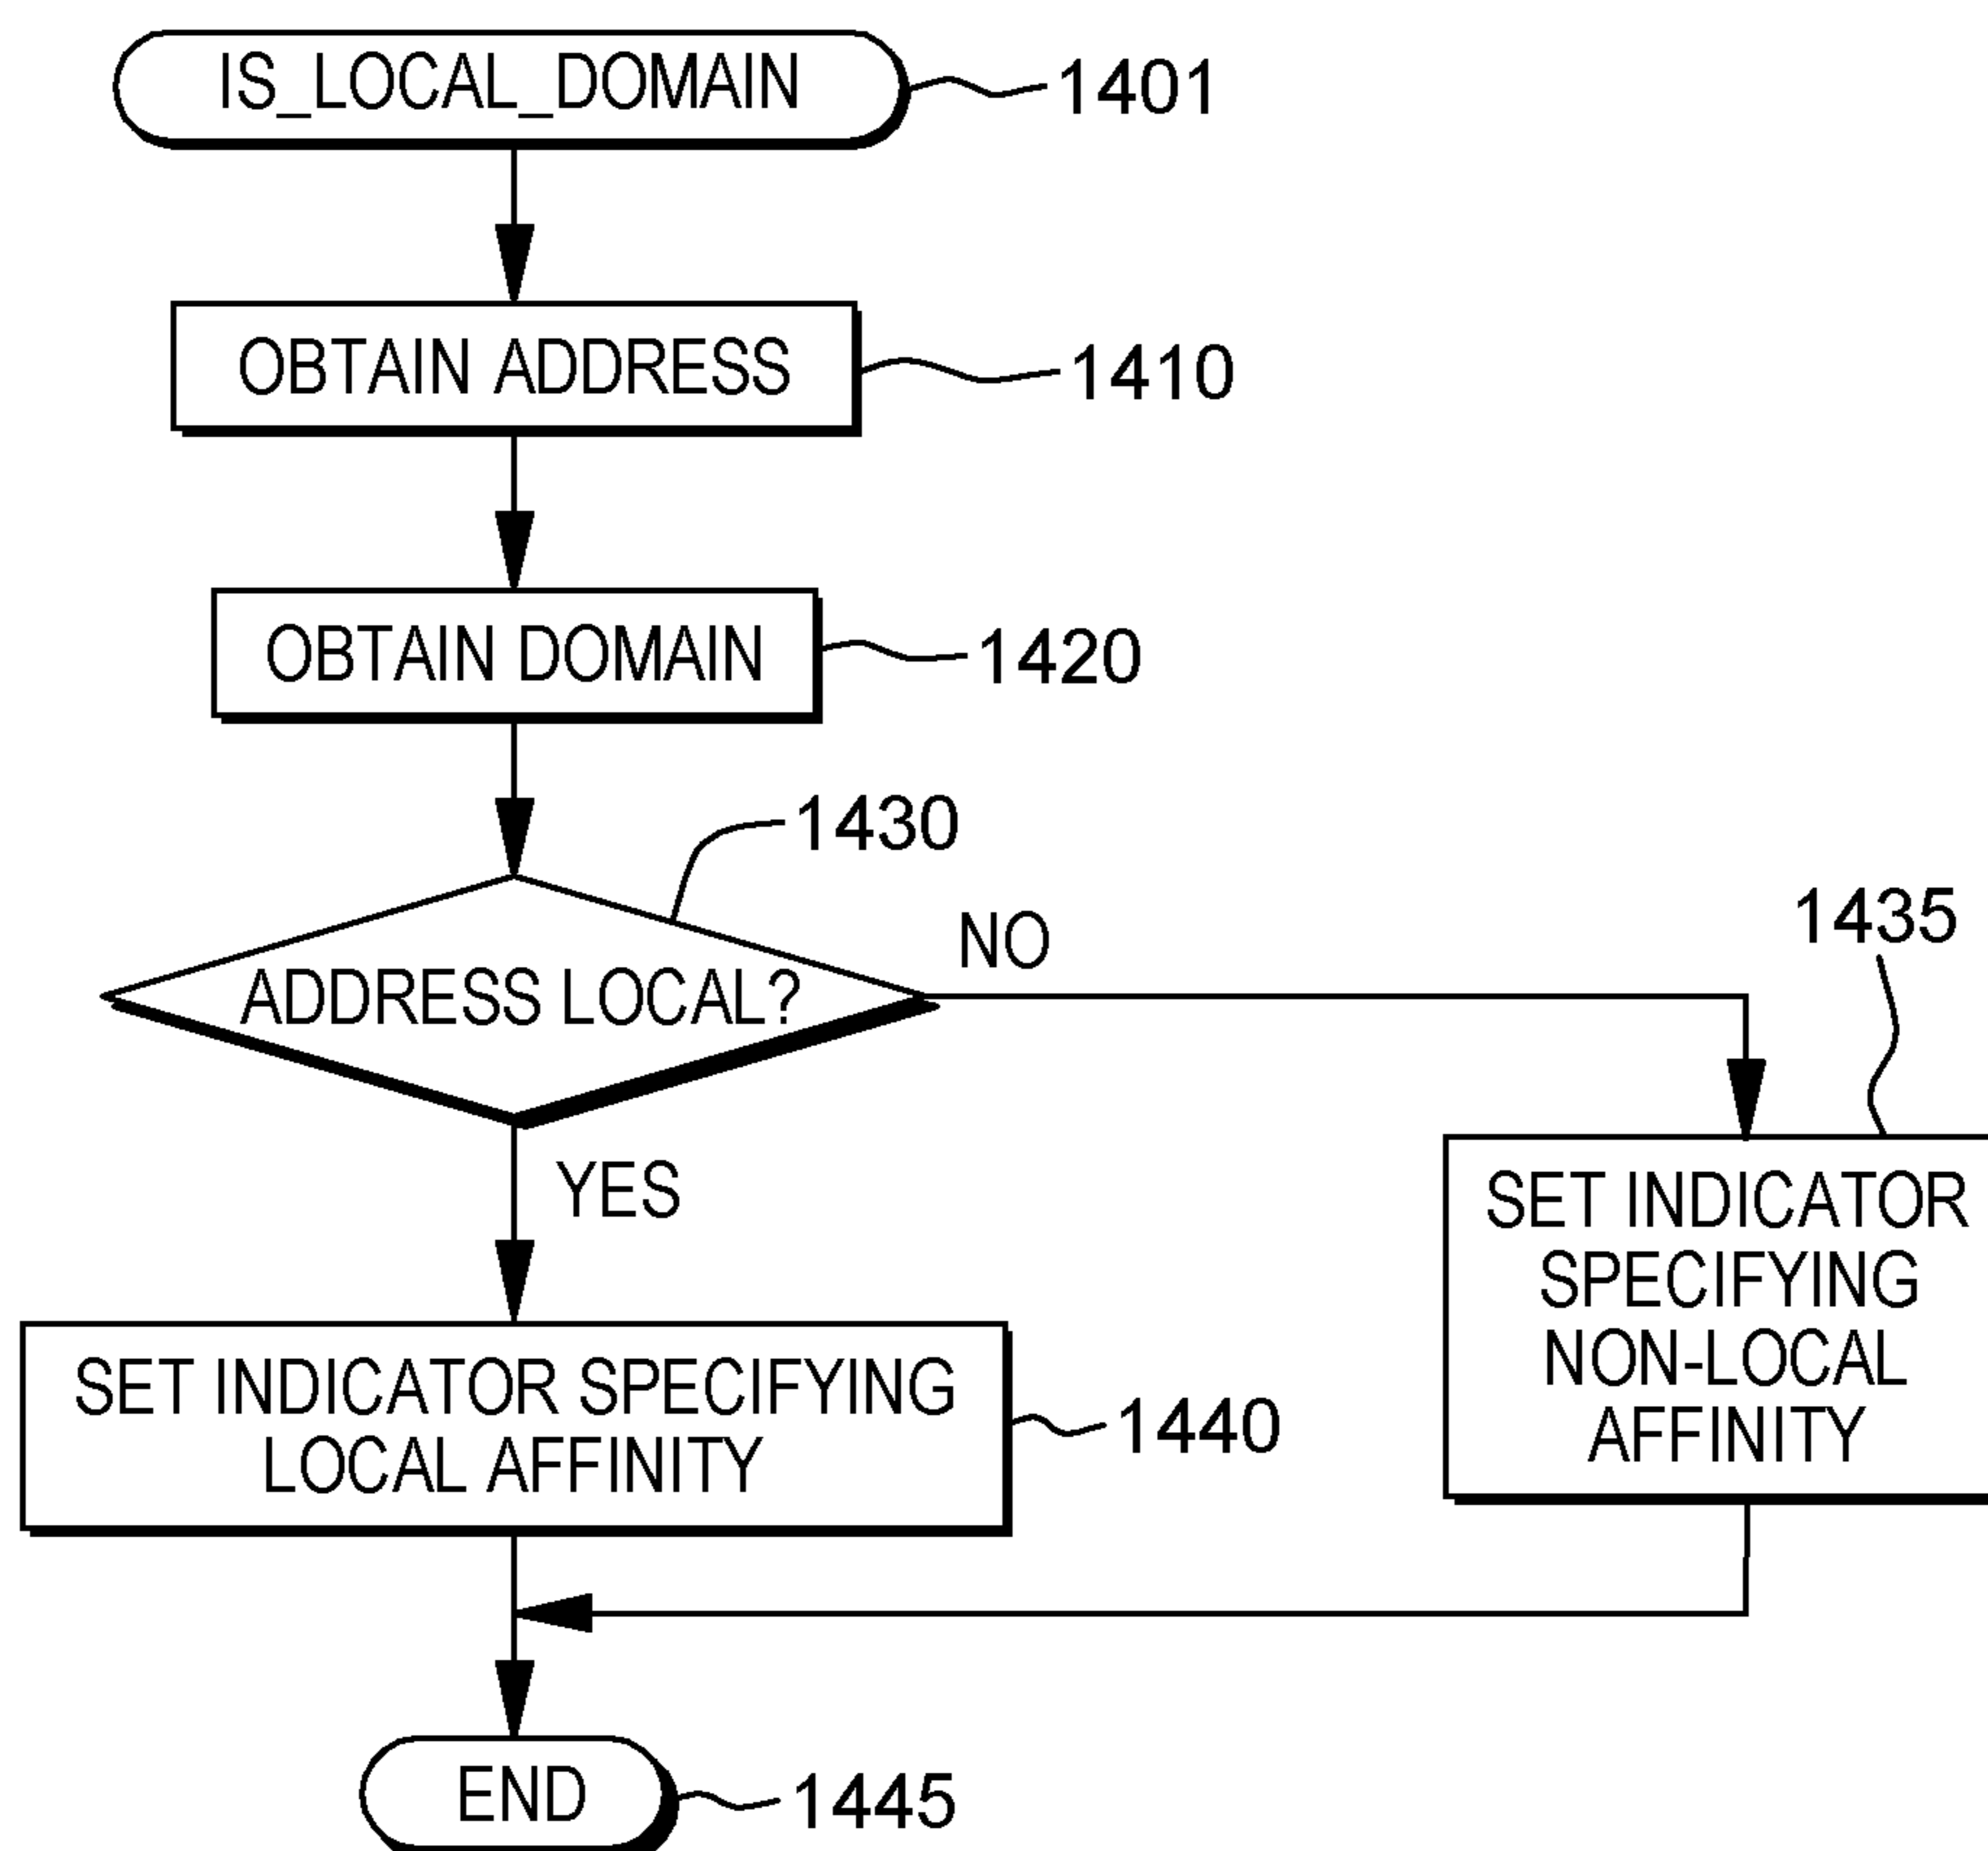 IS_LOCAL_DOMAIN
1401
OBTAIN ADDRESS
1410
OBTAIN DOMAIN
1420
1430
ADDRESS LOCAL?
NO
1435
YES
SET INDICATOR
SPECIFYING
NON-LOCAL
AFFINITY
SET INDICATOR SPECIFYING
LOCAL AFFINITY
1440
END
1445